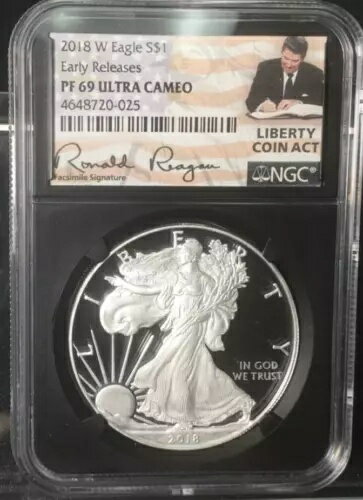 2018 W Eagle S$1
Early Releases
PF 69 ULTRA CAMEO
4648720-025
LIBERTY
COIN ACT
Ronald Reagan
Facsimile Signature
NGC
LIBERTY
IN GOD
WE TRUST
2018